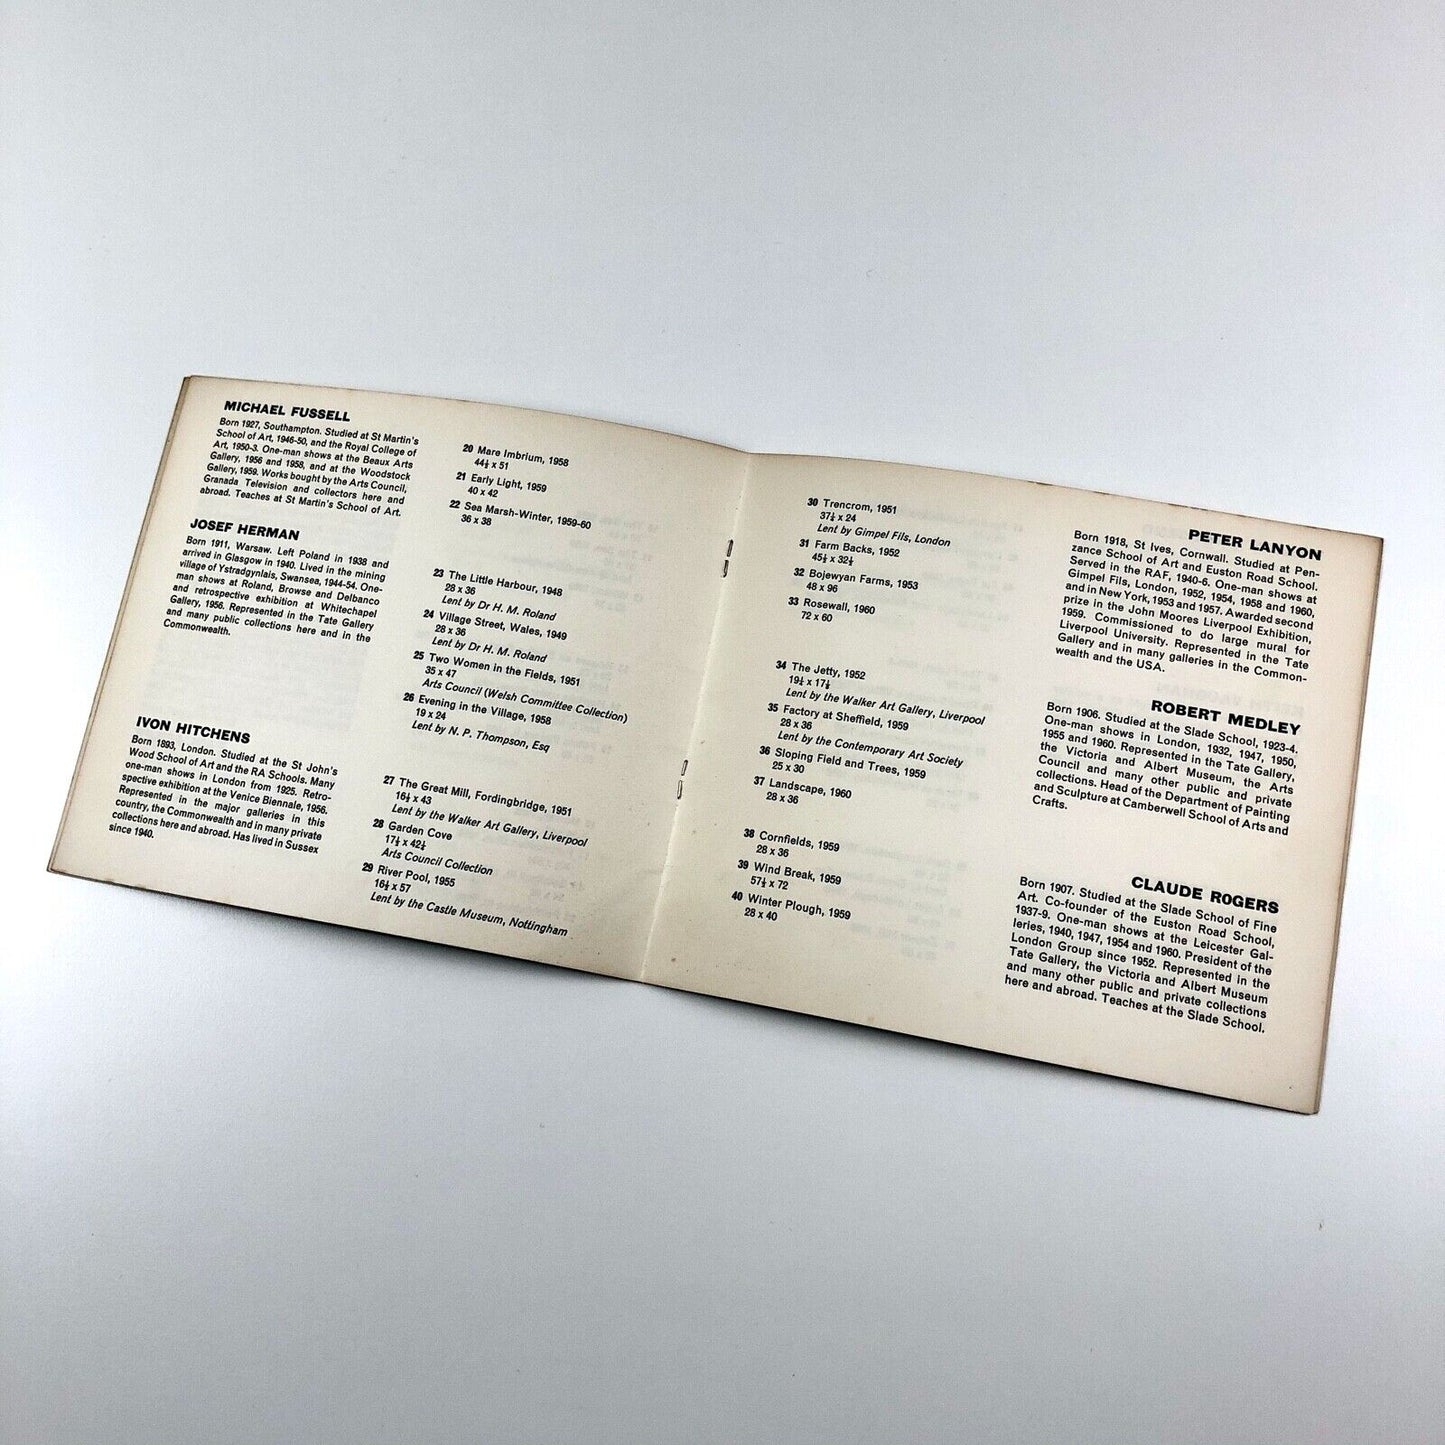 MICHAEL FUSSELL
Born 1927, Southampton. Studied at St Martin's
School of Art, 1946-50, and the Royal College of
Art, 1950-3. One-man shows at the Beaux Arts
Gallery, 1956 and 1958, and at the Woodstock
Gallery, 1959. Works bought by the Arts Council,
Granada Television and collectors here and
abroad. Teaches at St Martin's School of Art.
20 Mare Imbrium, 1958
44½ x 51
21 Early Light, 1959
40 x 42
22 Sea Marsh-Winter, 1959-60
36 x 38
JOSEF HERMAN
Born 1911, Warsaw. Left Poland in 1938 and
arrived in Glasgow in 1940. Lived in the mining
village of Ystradgynlais, Swansea, 1944-54. One-
man shows at Roland, Browse and Delbanco
and retrospective exhibition at Whitechapel
Gallery, 1956. Represented in the Tate Gallery
and many public collections here and in the
Commonwealth.
23 The Little Harbour, 1948
28 x 36
Lent by Dr H. M. Roland
24 Village Street, Wales, 1949
28 x 36
Lent by Dr H. M. Roland
25 Two Women in the Fields, 1951
35 x 47
Arts Council (Welsh Committee Collection)
26 Evening in the Village, 1958
19 x 24
Lent by N. P. Thompson, Esq
IVON HITCHENS
Born 1893, London. Studied at the St John's
Wood School of Art and the RA Schools. Many
one-man shows in London from 1925. Retro-
spective exhibition at the Venice Biennale, 1956.
Represented in the major galleries in this
country, the Commonwealth and in many private
collections here and abroad. Has lived in Sussex
since 1940.
27 The Great Mill, Fordingbridge, 1951
16½ x 43
Lent by the Walker Art Gallery, Liverpool
28 Garden Cove
17½ x 42½
Arts Council Collection
29 River Pool, 1955
16½ x 57
Lent by the Castle Museum, Nottingham
30 Trencrom, 1951
37½ x 24
Lent by Gimpel Fils, London
31 Farm Backs, 1952
45½ x 32½
32 Bojewyan Farms, 1953
48 x 96
33 Rosewall, 1960
72 x 60
PETER LANYON
Born 1918, St Ives, Cornwall. Studied at Pen-
zance School of Art and Euston Road School.
Served in the RAF, 1940-6. One-man shows at
Gimpel Fils, London, 1952, 1954, 1958 and 1960,
and in New York, 1953 and 1957. Awarded second
prize in the John Moores Liverpool Exhibition,
1959. Commissioned to do large mural for
Liverpool University. Represented in the Tate
Gallery and in many galleries in the Common-
wealth and the USA.
34 The Jetty, 1952
19½ x 17½
Lent by the Walker Art Gallery, Liverpool
35 Factory at Sheffield, 1959
28 x 36
Lent by the Contemporary Art Society
36 Sloping Field and Trees, 1959
25 x 30
37 Landscape, 1960
28 x 36
ROBERT MEDLEY
Born 1906. Studied at the Slade School, 1923-4.
One-man shows in London, 1932, 1947, 1950,
1955 and 1960. Represented in the Tate Gallery,
the Victoria and Albert Museum, the Arts
Council and many other public and private
collections. Head of the Department of Painting
and Sculpture at Camberwell School of Arts and
Crafts.
38 Cornfields, 1959
28 x 36
39 Wind Break, 1959
57½ x 72
40 Winter Plough, 1959
28 x 40
CLAUDE ROGERS
Born 1907. Studied at the Slade School of Fine
Art. Co-founder of the Euston Road School,
1937-9. One-man shows at the Leicester Gal-
leries, 1940, 1947, 1954 and 1960. President of the
London Group since 1952. Represented in the
Tate Gallery, the Victoria and Albert Museum
and many other public and private collections
here and abroad. Teaches at the Slade School.